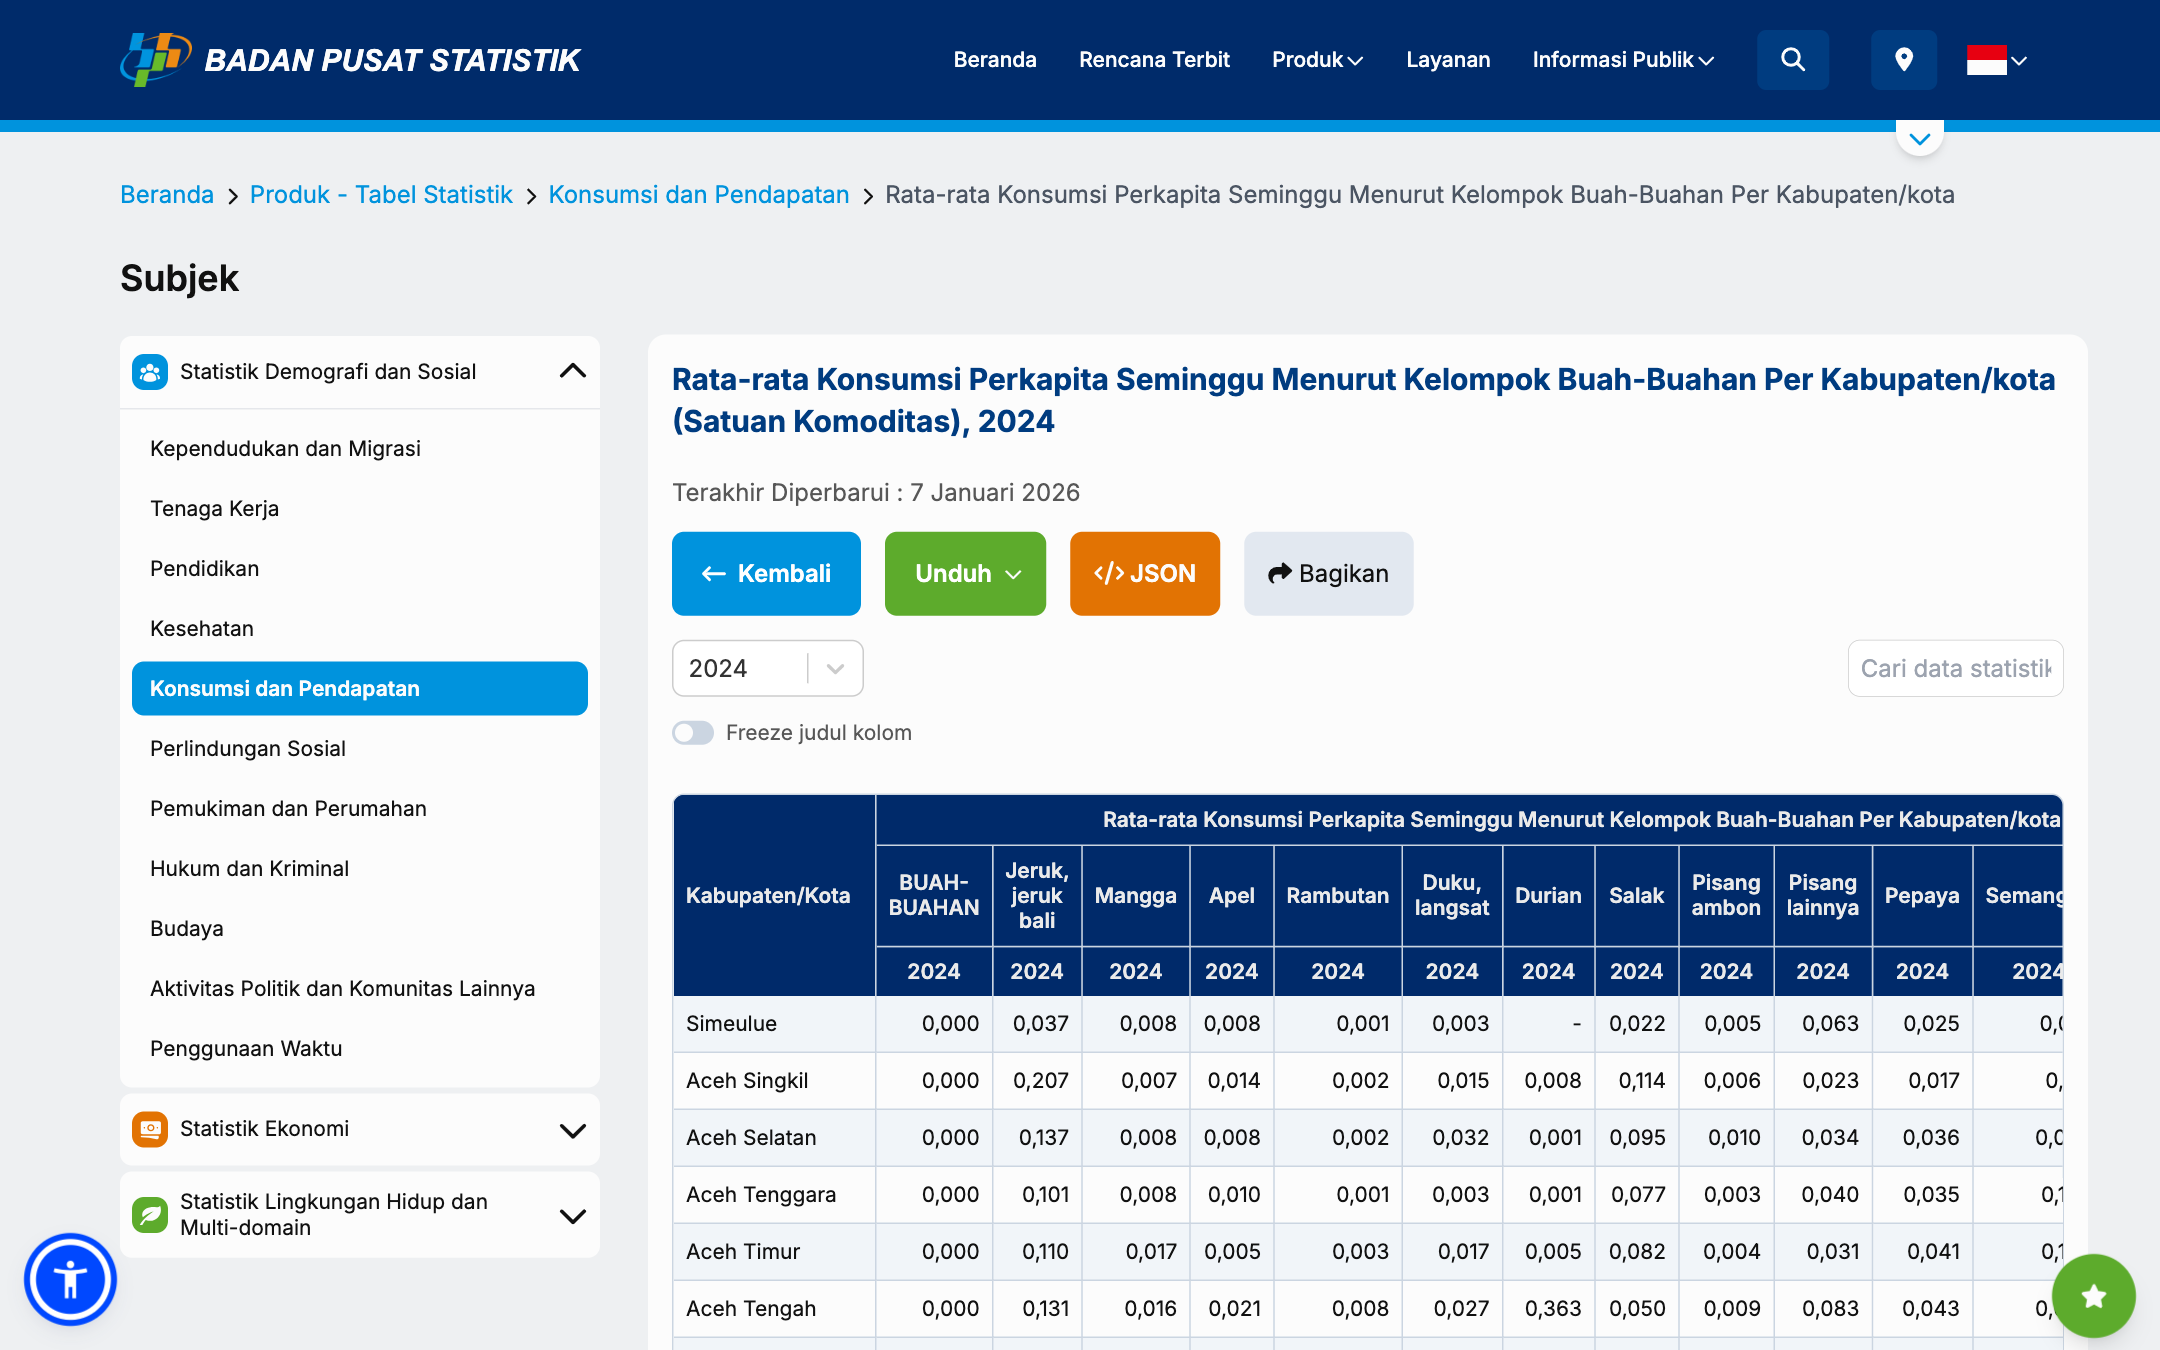 BADAN PUSAT STATISTIK
Beranda
Rencana Terbit
Produk
Layanan
Informasi Publik
Beranda > Produk - Tabel Statistik > Konsumsi dan Pendapatan > Rata-rata Konsumsi Perkapita Seminggu Menurut Kelompok Buah-Buahan Per Kabupaten/kota
Subjek
Statistik Demografi dan Sosial
Kependudukan dan Migrasi
Tenaga Kerja
Pendidikan
Kesehatan
Konsumsi dan Pendapatan
Perlindungan Sosial
Pemukiman dan Perumahan
Hukum dan Kriminal
Budaya
Aktivitas Politik dan Komunitas Lainnya
Penggunaan Waktu
Statistik Ekonomi
Statistik Lingkungan Hidup dan
Multi-domain
Rata-rata Konsumsi Perkapita Seminggu Menurut Kelompok Buah-Buahan Per Kabupaten/kota
(Satuan Komoditas), 2024
Terakhir Diperbarui : 7 Januari 2026
Kembali
Unduh
</> JSON
Bagikan
2024
Cari data statistik
Freeze judul kolom
Rata-rata Konsumsi Perkapita Seminggu Menurut Kelompok Buah-Buahan Per Kabupaten/kota
Kabupaten/Kota
BUAH-
BUAHAN
Jeruk,
jeruk
bali
Mangga
Apel
Rambutan
Duku,
langsat
Durian
Salak
Pisang
ambon
Pisang
lainnya
Pepaya
Semang
2024 2024 2024 2024 2024 2024 2024 2024 2024 2024 2024 2024
Simeulue 0,000 0,037 0,008 0,008 0,001 0,003 - 0,022 0,005 0,063 0,025 0,0
Aceh Singkil 0,000 0,207 0,007 0,014 0,002 0,015 0,008 0,114 0,006 0,023 0,017 0,
Aceh Selatan 0,000 0,137 0,008 0,008 0,002 0,032 0,001 0,095 0,010 0,034 0,036 0,0
Aceh Tenggara 0,000 0,101 0,008 0,010 0,001 0,003 0,001 0,077 0,003 0,040 0,035 0,1
Aceh Timur 0,000 0,110 0,017 0,005 0,003 0,017 0,005 0,082 0,004 0,031 0,041 0,1
Aceh Tengah 0,000 0,131 0,016 0,021 0,008 0,027 0,363 0,050 0,009 0,083 0,043 0,